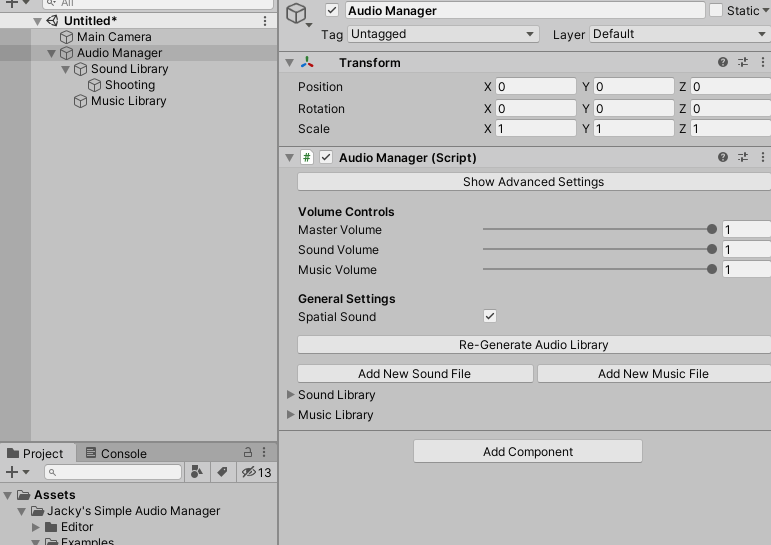 All
Untitled*
Main Camera
Audio Manager
Sound Library
Shooting
Music Library
Project
Console
13
Assets
Jacky's Simple Audio Manager
Editor
Examples
Audio Manager
Static
Tag Untagged Layer Default
Transform
Position X 0 Y 0 Z 0
Rotation X 0 Y 0 Z 0
Scale X 1 Y 1 Z 1
# Audio Manager (Script)
Show Advanced Settings
Volume Controls
Master Volume 1
Sound Volume 1
Music Volume 1
General Settings
Spatial Sound
Re-Generate Audio Library
Add New Sound File Add New Music File
Sound Library
Music Library
Add Component